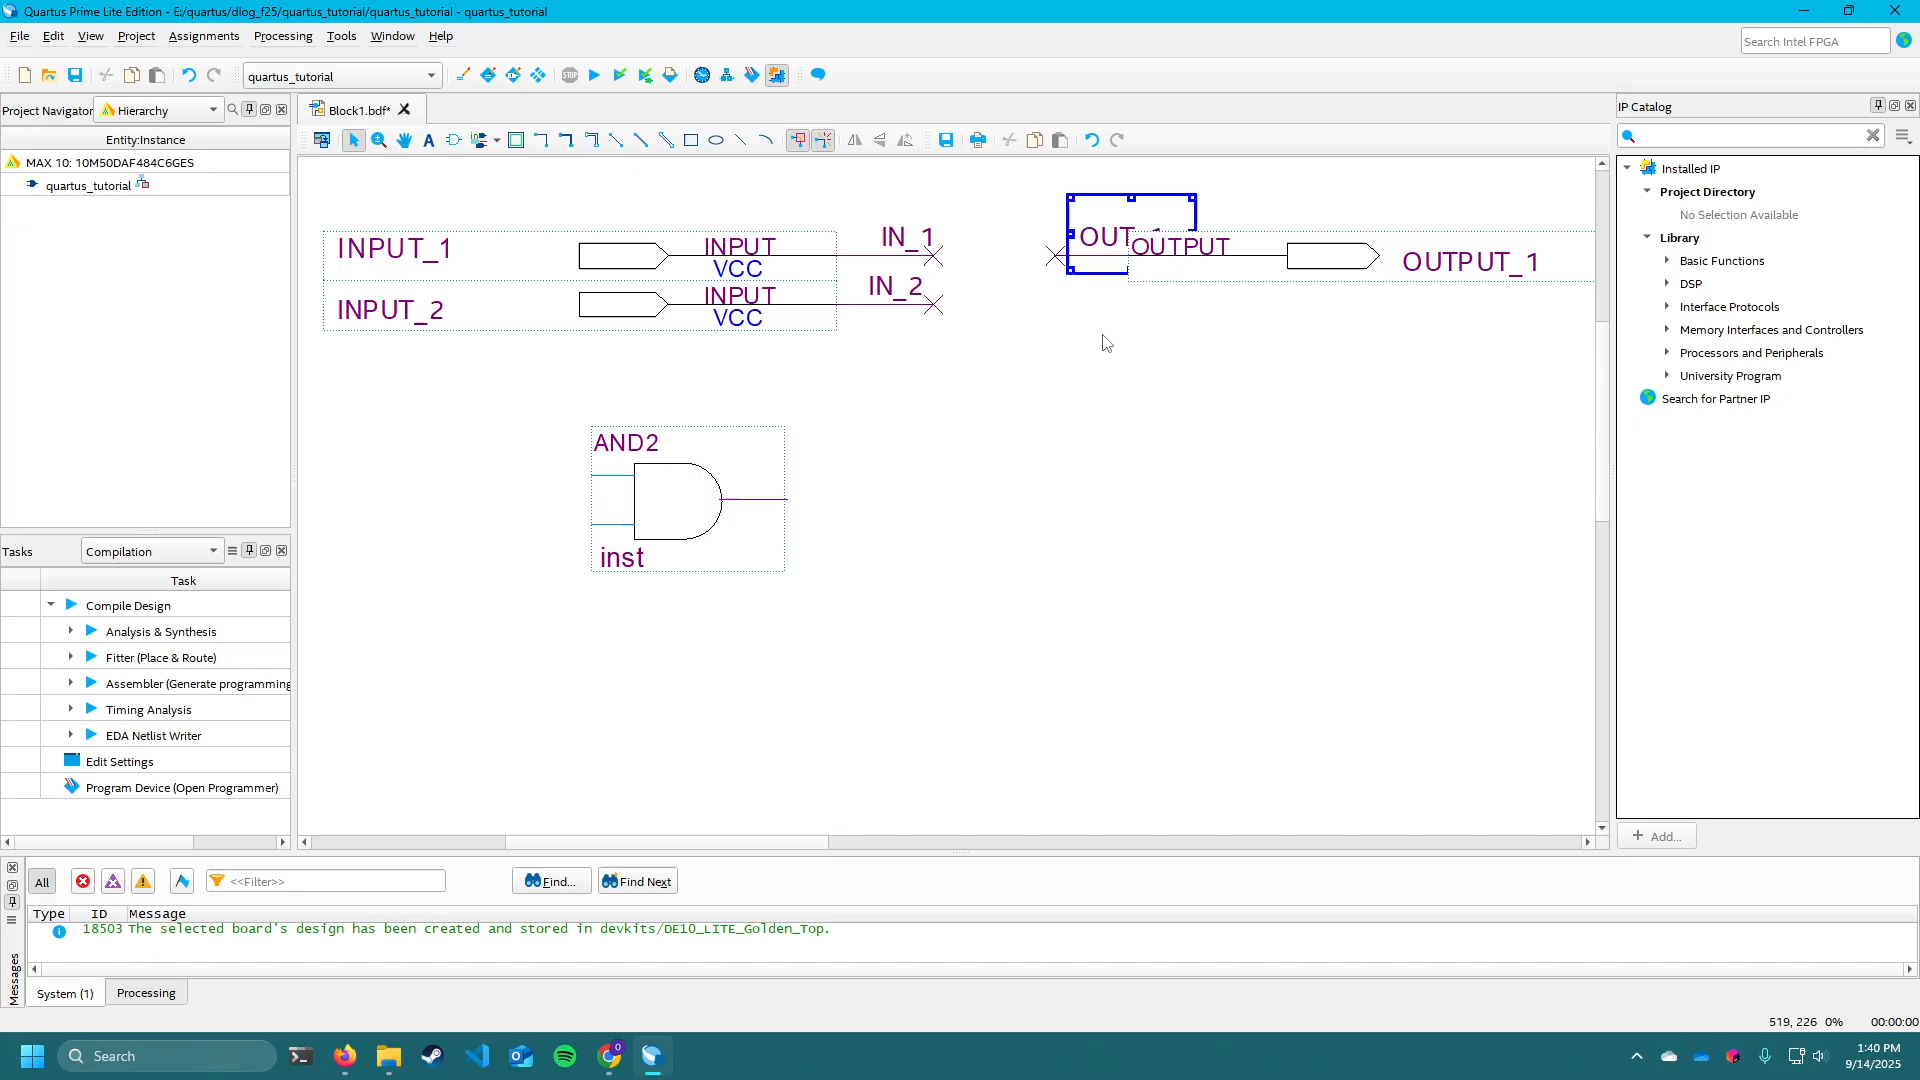 Quartus Prime Lite Edition - E:/quartus/dlog_f25/quartus_tutorial/quartus_tutorial - quartus_tutorial
File Edit View Project Assignments Processing Tools Window Help
Search Intel FPGA
quartus_tutorial
STOP
Project Navigator Hierarchy
Block1.bdf*
IP Catalog
Entity:Instance
MAX 10: 10M50DAF484C6GES
quartus_tutorial
A
INPUT_1 INPUT VCC IN_1
INPUT_2 INPUT VCC IN_2
OUTPUT OUTPUT_1
AND2
inst
Installed IP
Project Directory
No Selection Available
Library
Basic Functions
DSP
Interface Protocols
Memory Interfaces and Controllers
Processors and Peripherals
University Program
Search for Partner IP
+ Add...
Tasks Compilation
Task
Compile Design
Analysis & Synthesis
Fitter (Place & Route)
Assembler (Generate programming
Timing Analysis
EDA Netlist Writer
Edit Settings
Program Device (Open Programmer)
All
<<Filter>>
Find...
Find Next
Type ID Message
18503 The selected board's design has been created and stored in devkits/DE10_LITE_Golden_Top.
Messages
System (1) Processing
519, 226 0% 00:00:00
Search
0
1:40 PM
9/14/2025